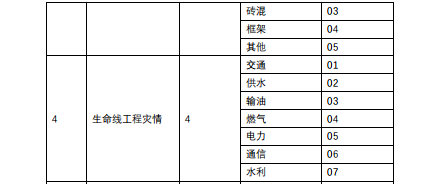 砖混 03
框架 04
其他 05
交通 01
供水 02
输油 03
4 生命线工程灾情 4 燃气 04
电力 05
通信 06
水利 07